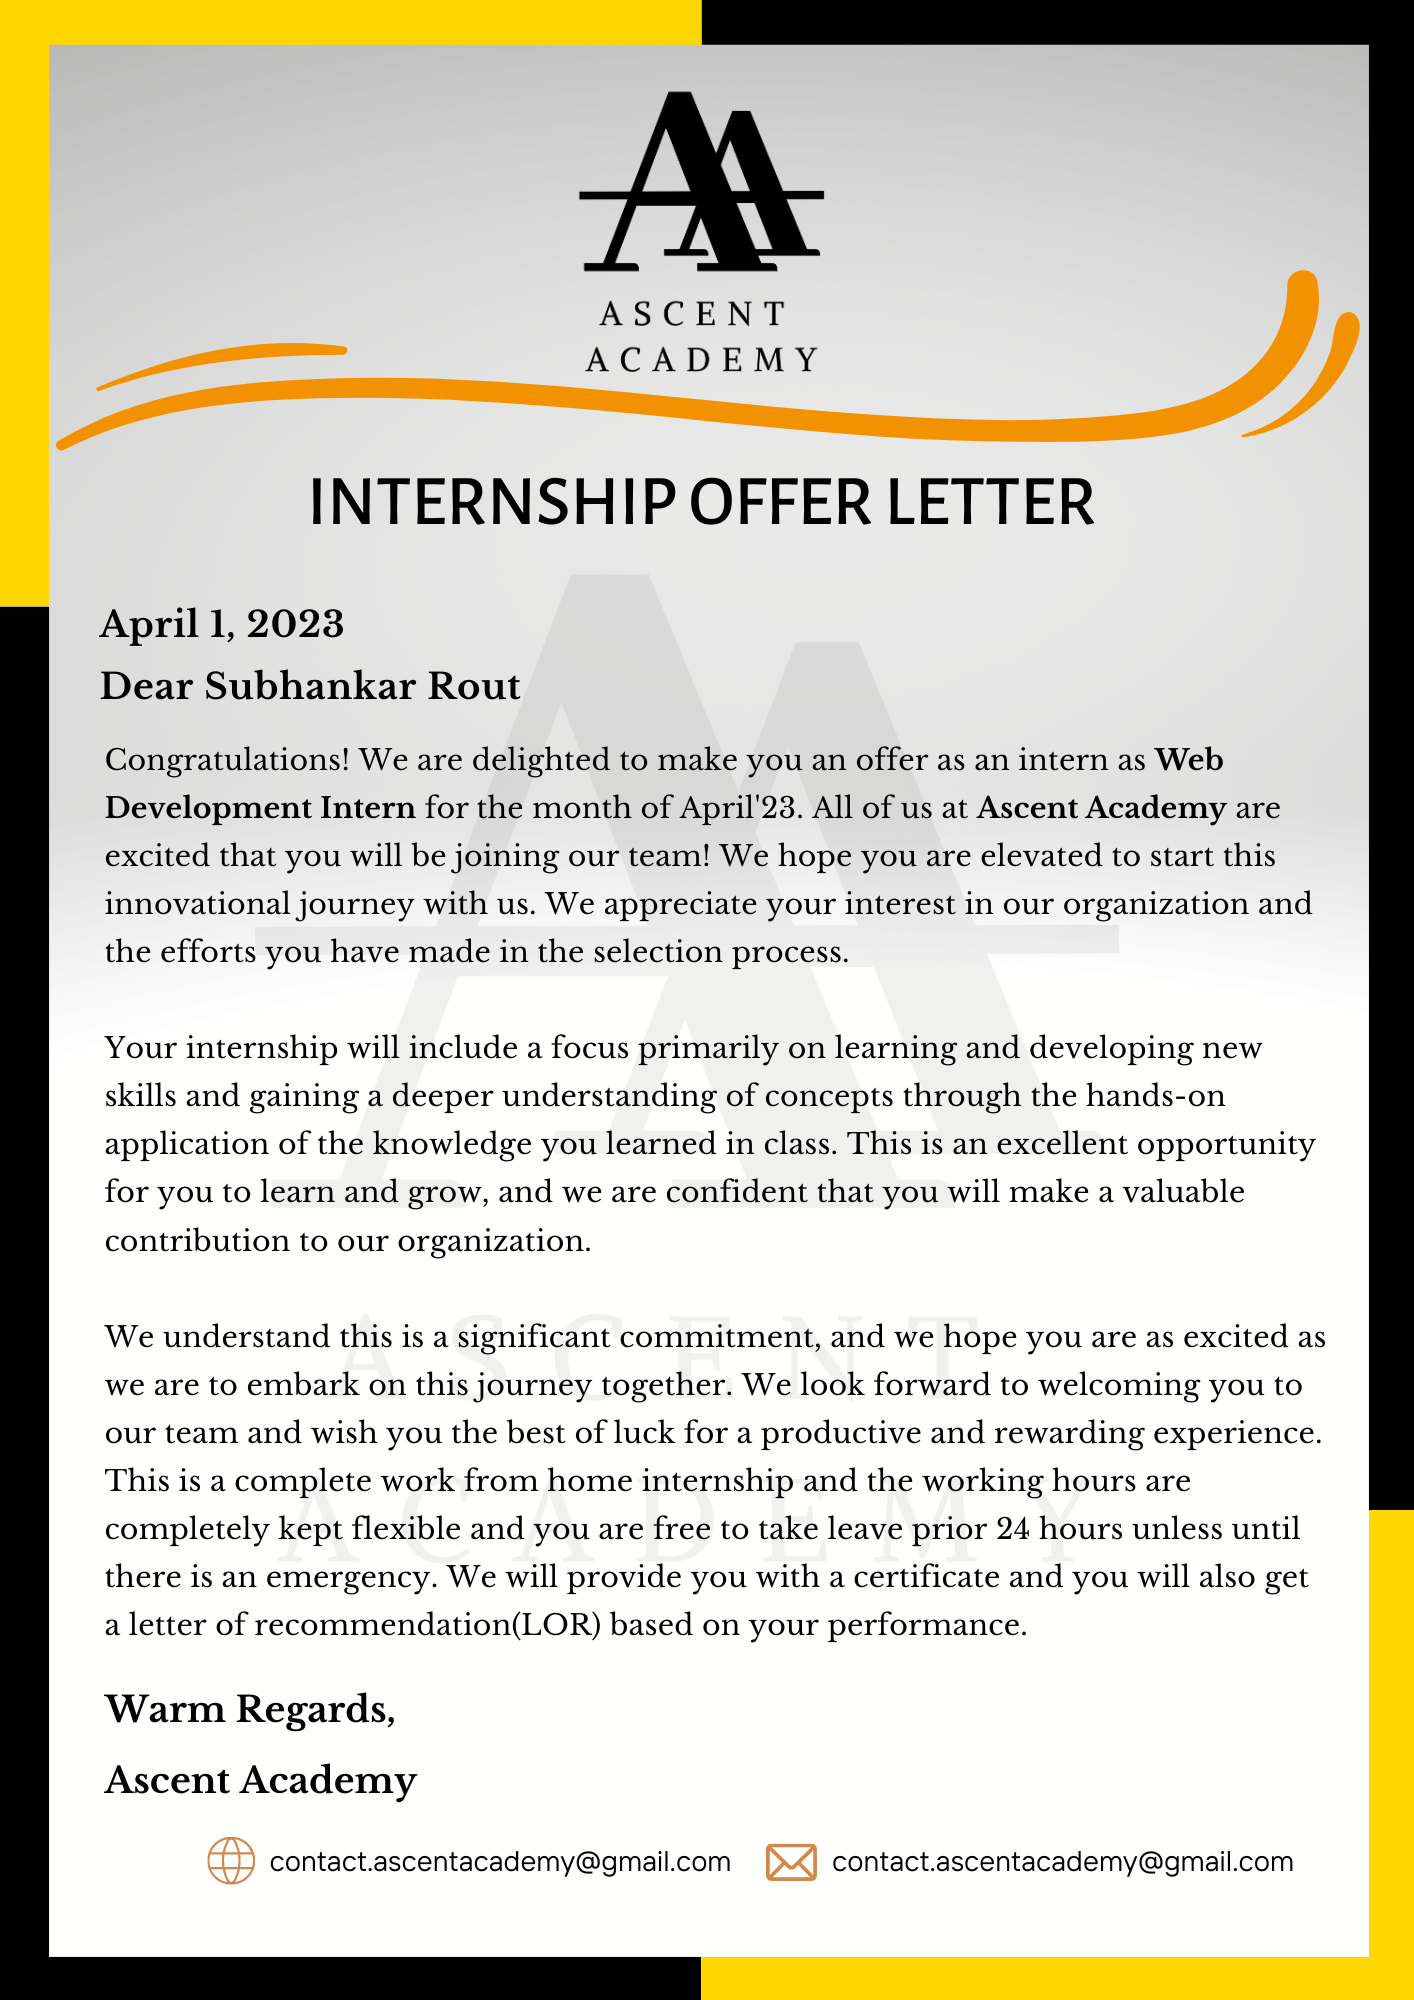 ASCENT
ACADEMY
INTERNSHIP OFFER LETTER
April 1, 2023
Dear Subhankar Rout
Congratulations! We are delighted to make you an offer as an intern as Web
Development Intern for the month of April'23. All of us at Ascent Academy are
excited that you will be joining our team! We hope you are elevated to start this
innovational journey with us. We appreciate your interest in our organization and
the efforts you have made in the selection process.
Your internship will include a focus primarily on learning and developing new
skills and gaining a deeper understanding of concepts through the hands-on
application of the knowledge you learned in class. This is an excellent opportunity
for you to learn and grow, and we are confident that you will make a valuable
contribution to our organization.
We understand this is a significant commitment, and we hope you are as excited as
we are to embark on this journey together. We look forward to welcoming you to
our team and wish you the best of luck for a productive and rewarding experience.
This is a complete work from home internship and the working hours are
completely kept flexible and you are free to take leave prior 24 hours unless until
there is an emergency. We will provide you with a certificate and you will also get
a letter of recommendation(LOR) based on your performance.
ASCENT
ACADEMY
Warm Regards,
Ascent Academy
contact.ascentacademy@gmail.com contact.ascentacademy@gmail.com